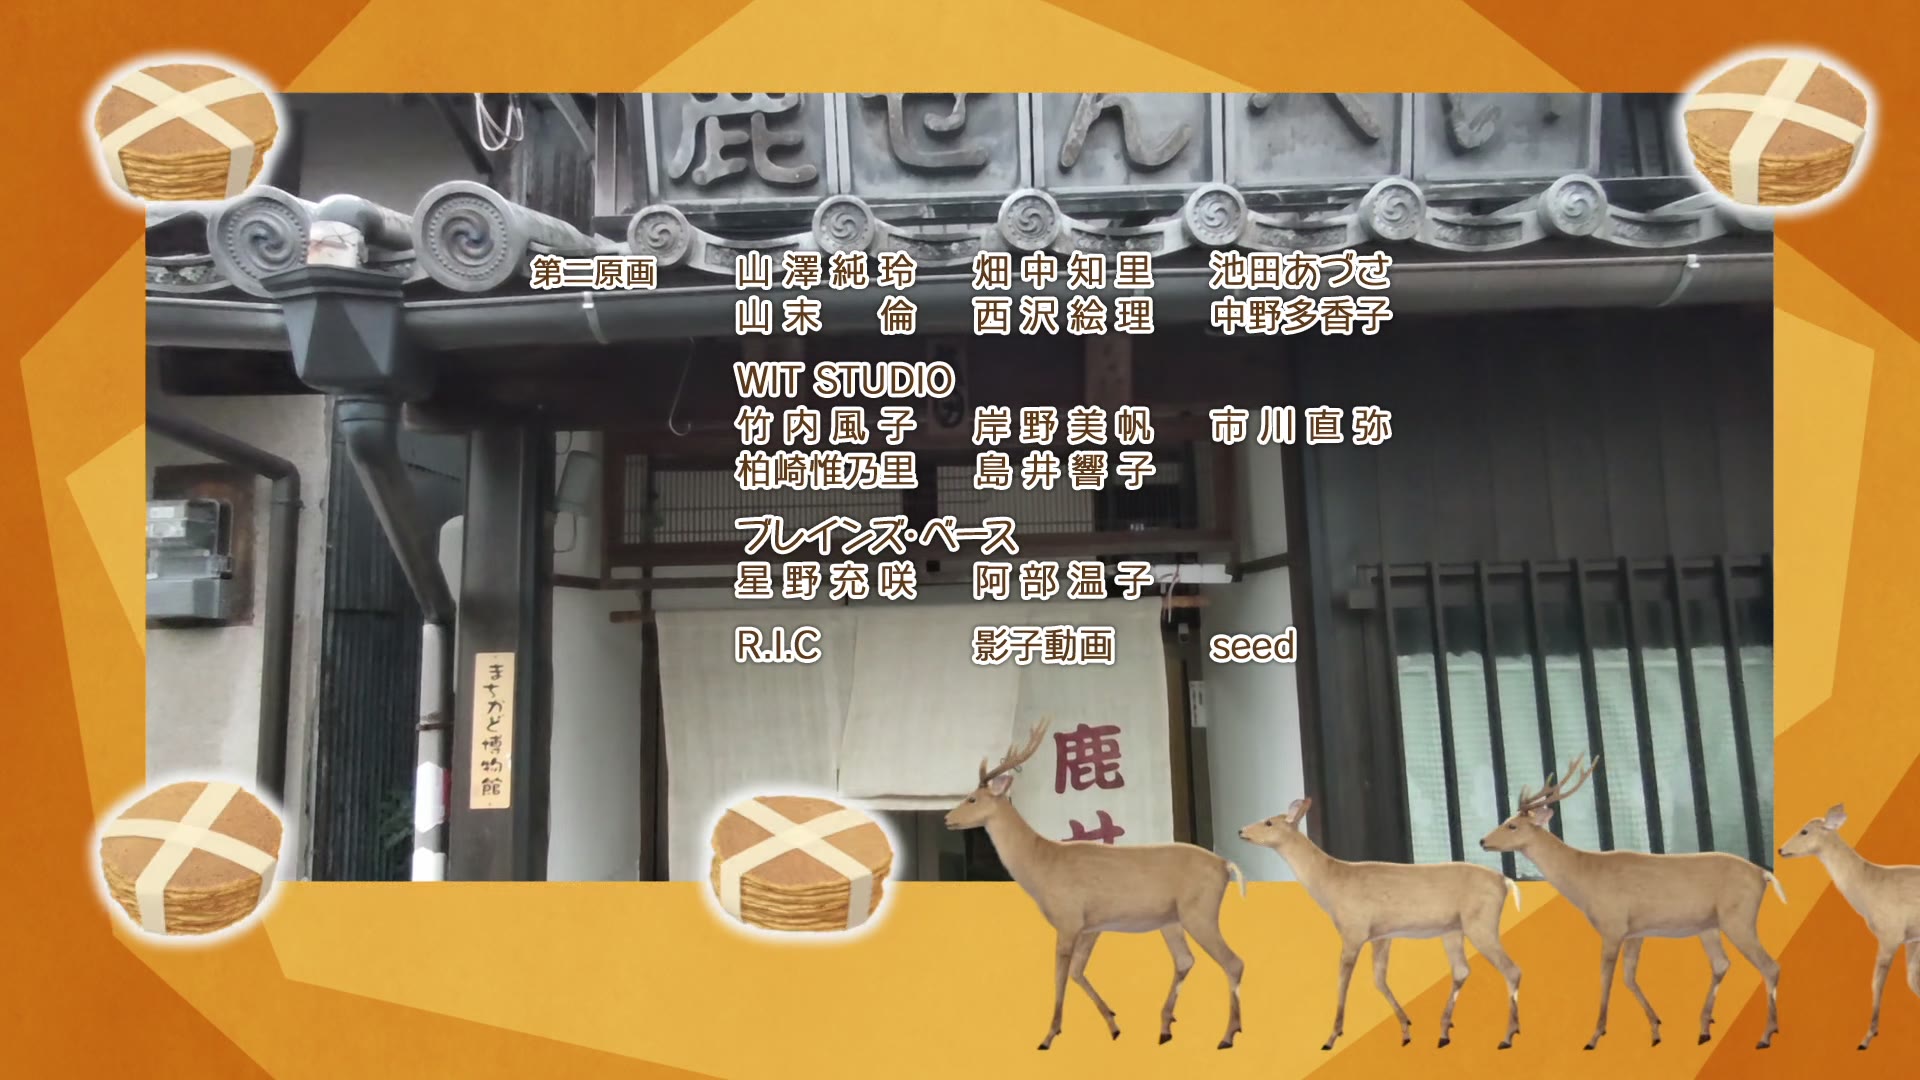 鹿せんべい
第二原画 山澤純玲 畑中知里 池田あづさ
山末倫 西沢絵理 中野多香子
WIT STUDIO
竹内風子 岸野美帆 市川直弥
柏崎惟乃里 島井響子
ブレインズ・ベース
星野充咲 阿部温子
R.I.C 影子動画 seed
まちかど博物館
鹿せ